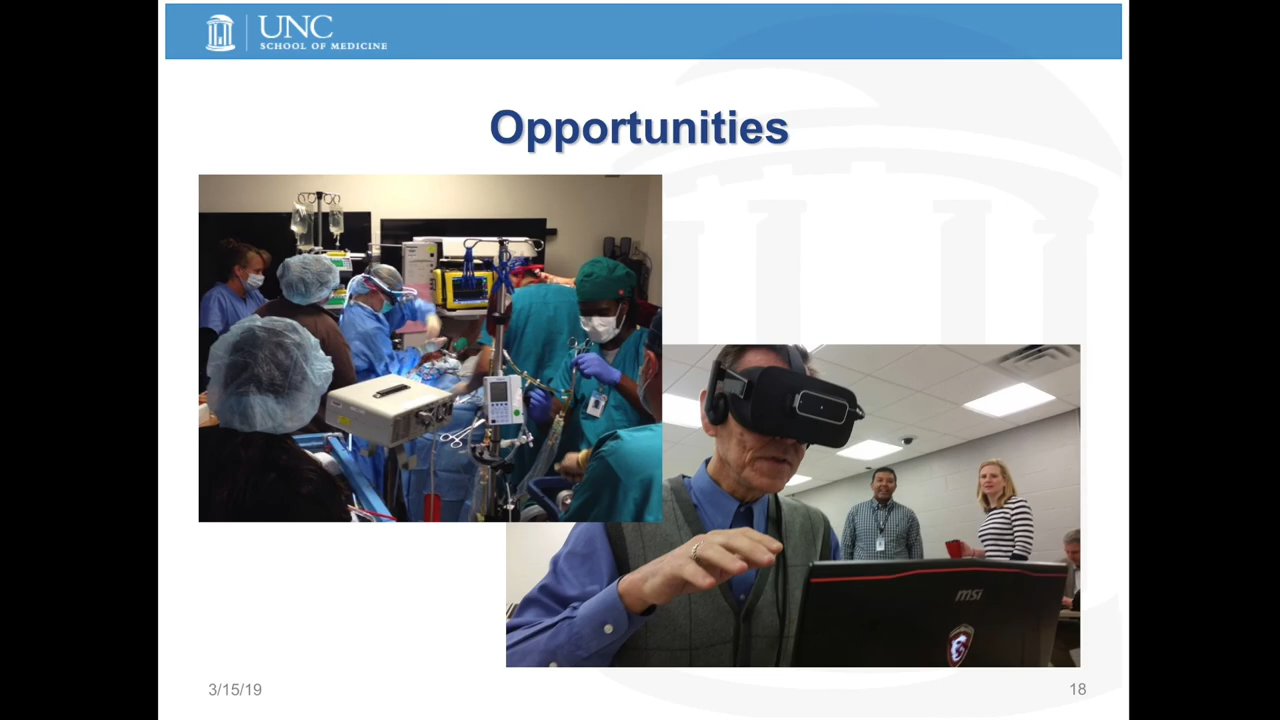 UNC
SCHOOL OF MEDICINE
Opportunities
msi
3/15/19
18